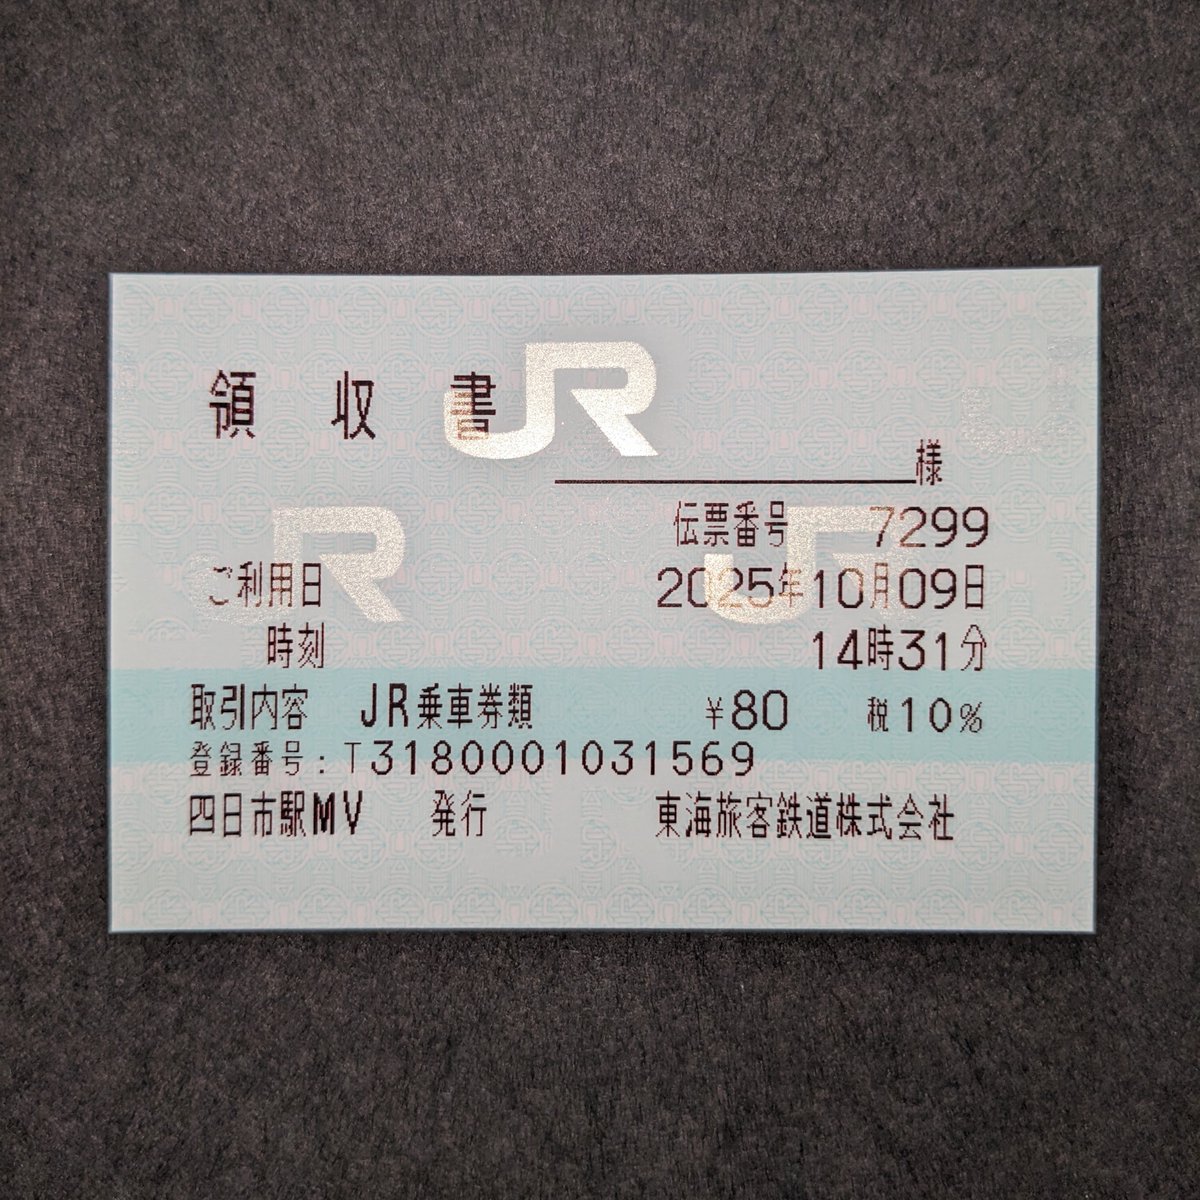 領収書
様
伝票番号 7299
ご利用日 2025年10月09日
時刻 14時31分
取引内容 JR乗車券類 ¥80 税10%
登録番号:T3180001031569
四日市駅MV 発行 東海旅客鉄道株式会社